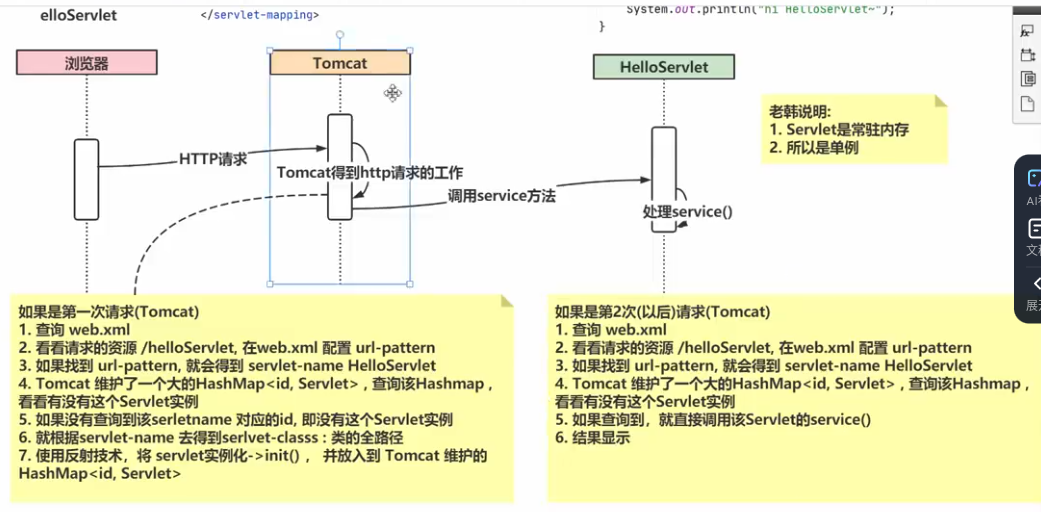 elloServlet
</servlet-mapping>
System.out.println("hi HelloServlet~");
}
浏览器
Tomcat
HelloServlet
老韩说明:
1. Servlet是常驻内存
2. 所以是单例
HTTP请求
Tomcat得到http请求的工作
调用service方法
处理service()
如果是第一次请求(Tomcat)
1. 查询 web.xml
2. 看看请求的资源 /helloServlet, 在web.xml 配置 url-pattern
3. 如果找到 url-pattern, 就会得到 servlet-name HelloServlet
4. Tomcat 维护了一个大的HashMap<id, Servlet> , 查询该Hashmap ,
看看有没有这个Servlet实例
5. 如果没有查询到该serletname 对应的id, 即没有这个Servlet实例
6. 就根据servlet-name 去得到serlvet-classs : 类的全路径
7. 使用反射技术，将 servlet实例化->init() ， 并放入到 Tomcat 维护的
HashMap<id, Servlet>
如果是第2次(以后)请求(Tomcat)
1. 查询 web.xml
2. 看看请求的资源 /helloServlet, 在web.xml 配置 url-pattern
3. 如果找到 url-pattern, 就会得到 servlet-name HelloServlet
4. Tomcat 维护了一个大的HashMap<id, Servlet> , 查询该Hashmap ,
看看有没有这个Servlet实例
5. 如果查询到，就直接调用该Servlet的service()
6. 结果显示
AI
文
展